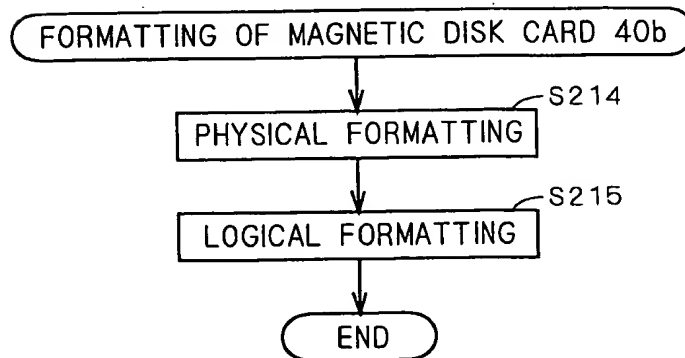 FORMATTING OF MAGNETIC DISK CARD 40b
S214
PHYSICAL FORMATTING
S215
LOGICAL FORMATTING
END